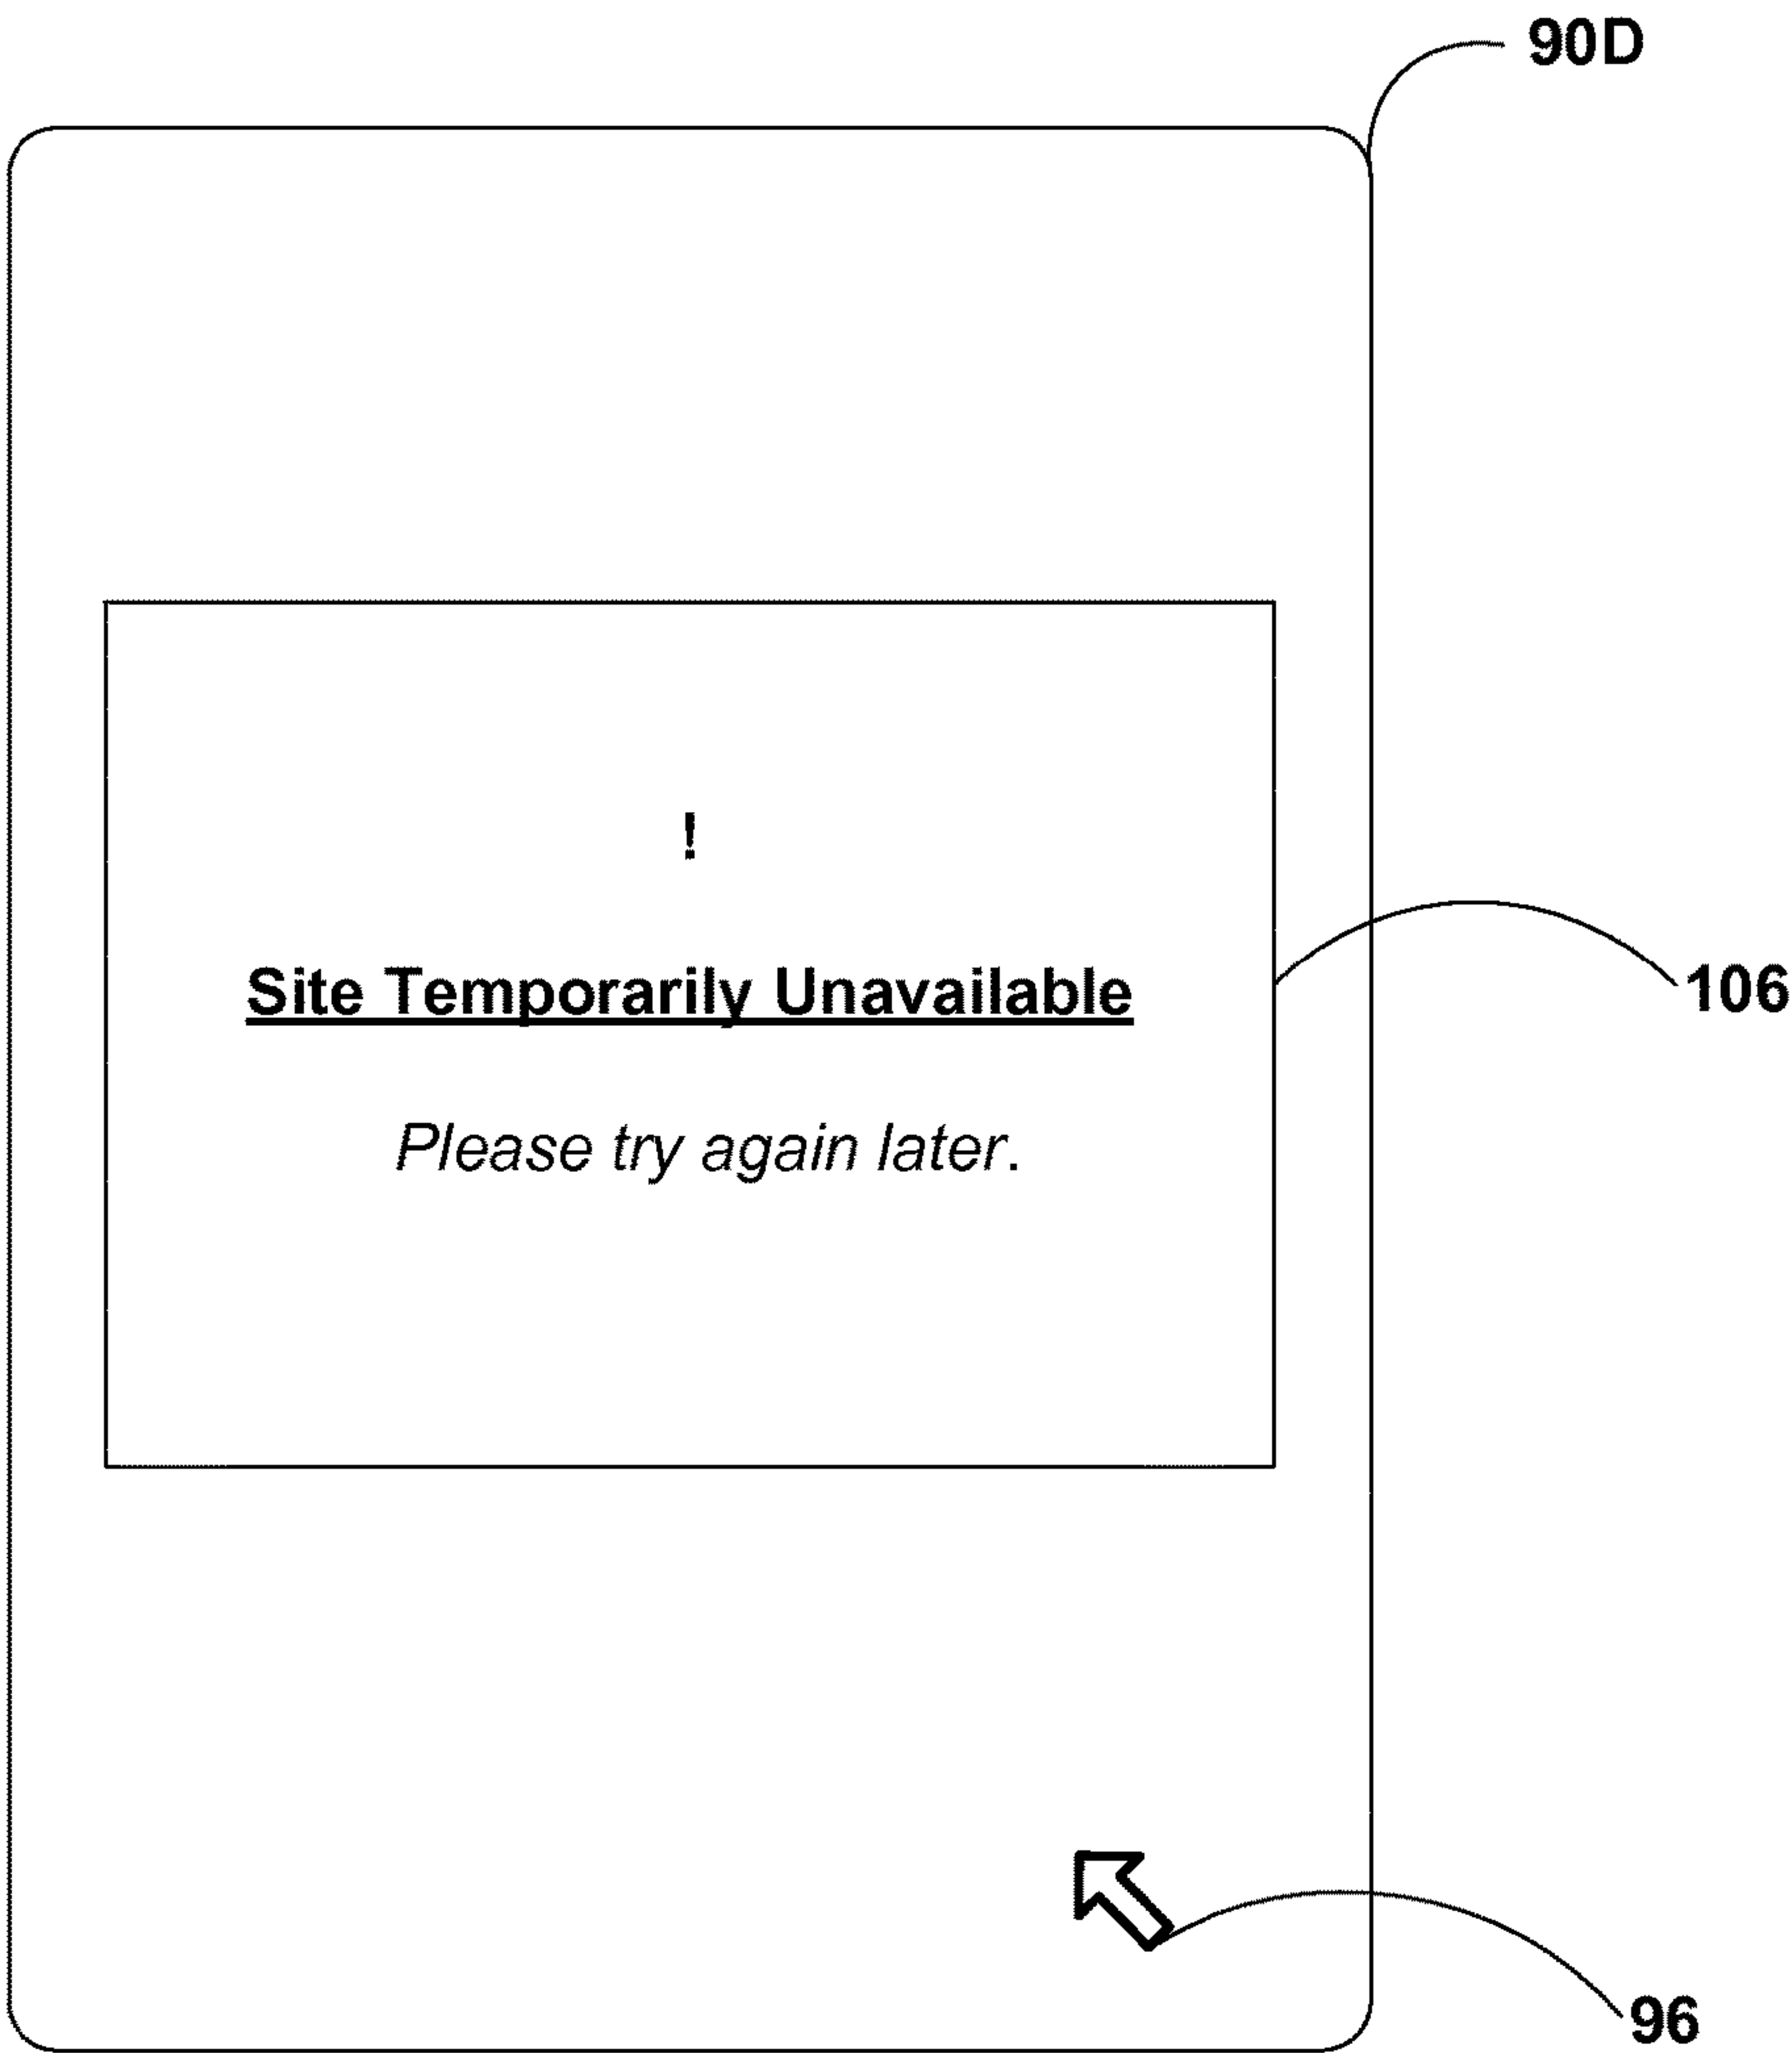 90D
!
Site Temporarily Unavailable
106
Please try again later.
96